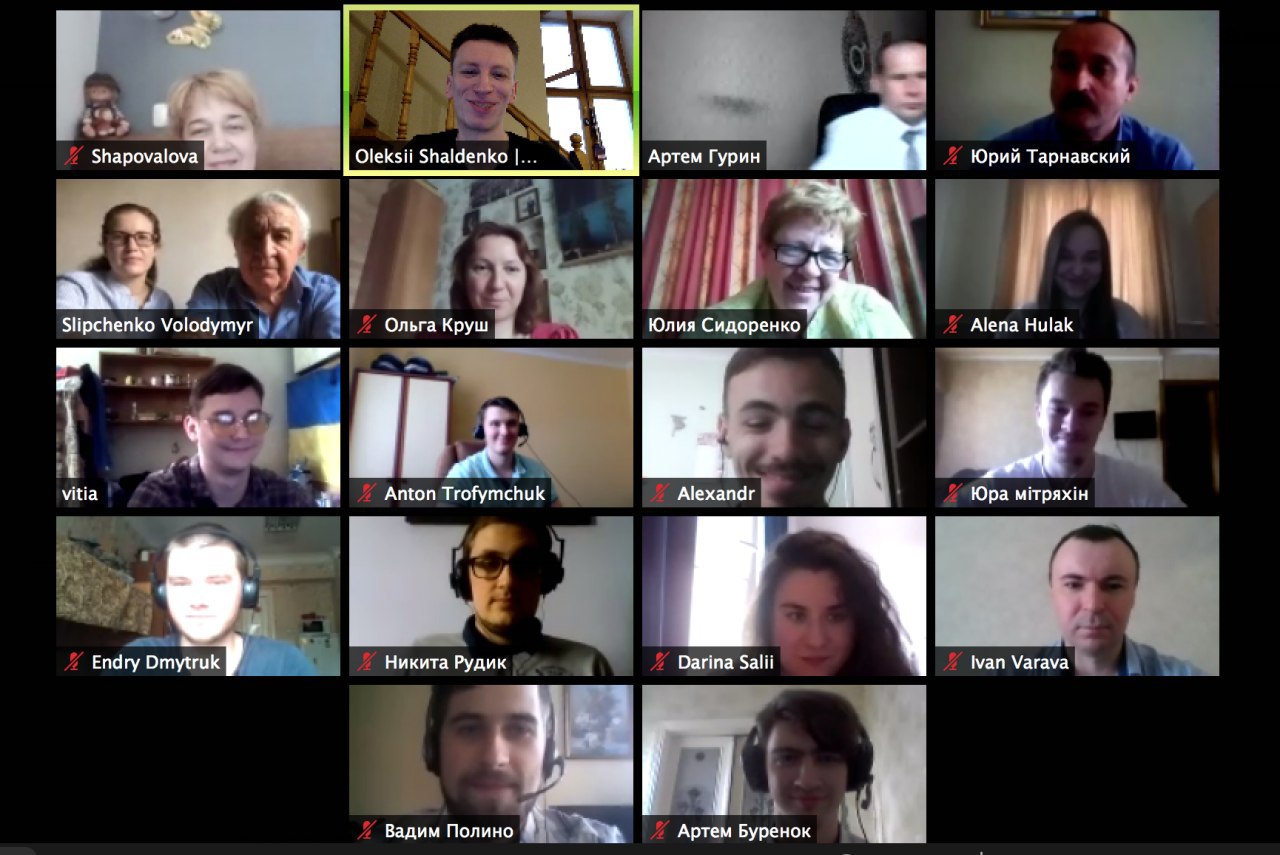 Shapovalova
Oleksii Shaldenko |...
Артем Гурин
Юрий Тарнавский
Slipchenko Volodymyr
Ольга Круш
Юлия Сидоренко
Alena Hulak
vitia
Anton Trofymchuk
Alexandr
Юра мітряхін
Endry Dmytruk
Никита Рудик
Darina Salii
Ivan Varava
Вадим Полино
Артем Буренок